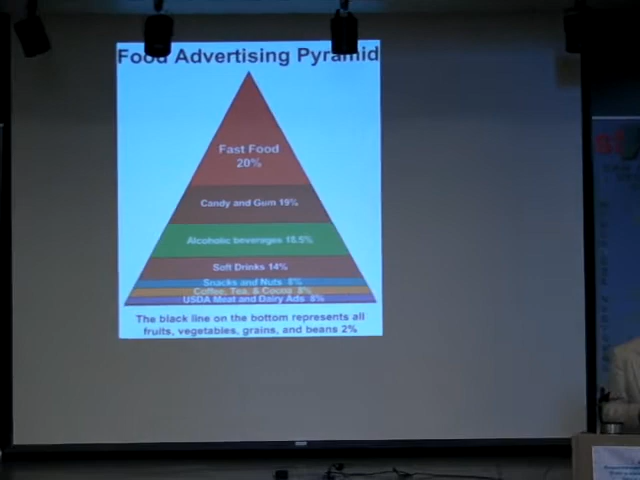 Food Advertising Pyramid
Fast Food
20%
Candy and Gum 19%
Alcoholic beverages 18.5%
Soft Drinks 14%
Snacks and Nuts 8%
Coffee, Tea, & Cocoa 8%
USDA Meat and Dairy Ads 8%
The black line on the bottom represents all
fruits, vegetables, grains, and beans 2%